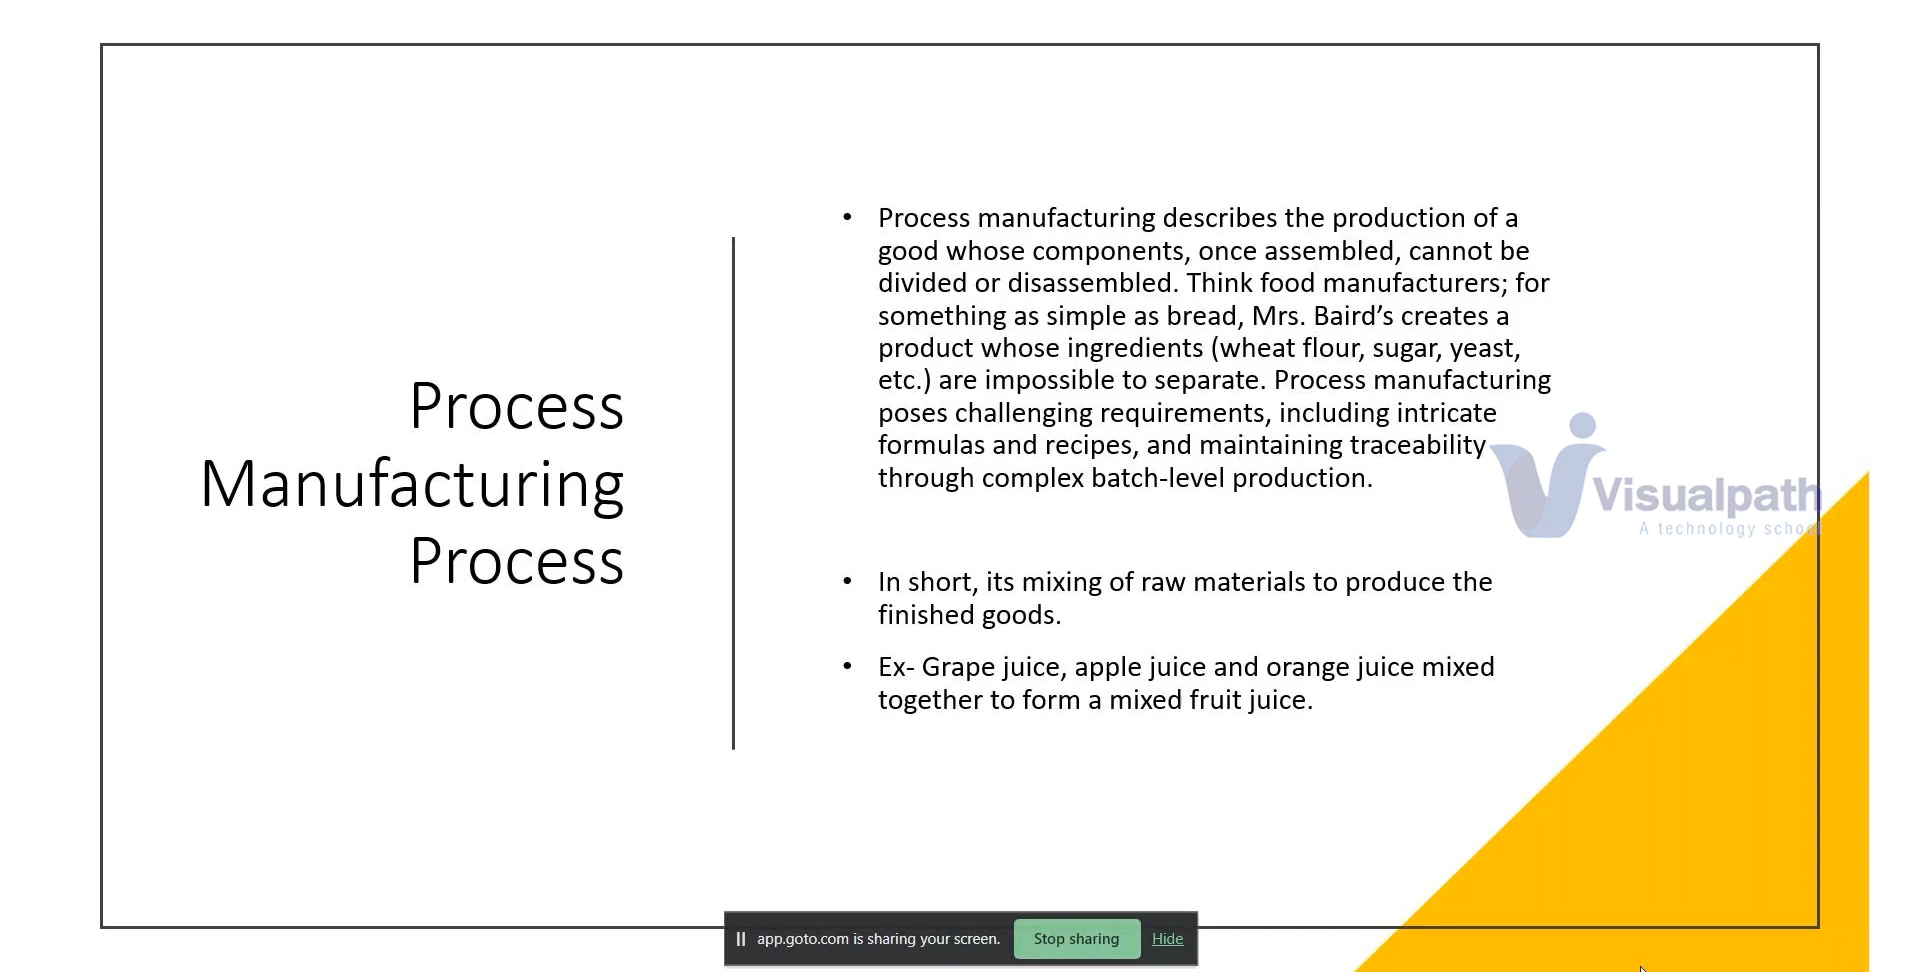 Process
Manufacturing
Process
• Process manufacturing describes the production of a
good whose components, once assembled, cannot be
divided or disassembled. Think food manufacturers; for
something as simple as bread, Mrs. Baird’s creates a
product whose ingredients (wheat flour, sugar, yeast,
etc.) are impossible to separate. Process manufacturing
poses challenging requirements, including intricate
formulas and recipes, and maintaining traceability
through complex batch-level production.
• In short, its mixing of raw materials to produce the
finished goods.
• Ex- Grape juice, apple juice and orange juice mixed
together to form a mixed fruit juice.
Visualpath
A technology school
app.goto.com is sharing your screen. Stop sharing Hide